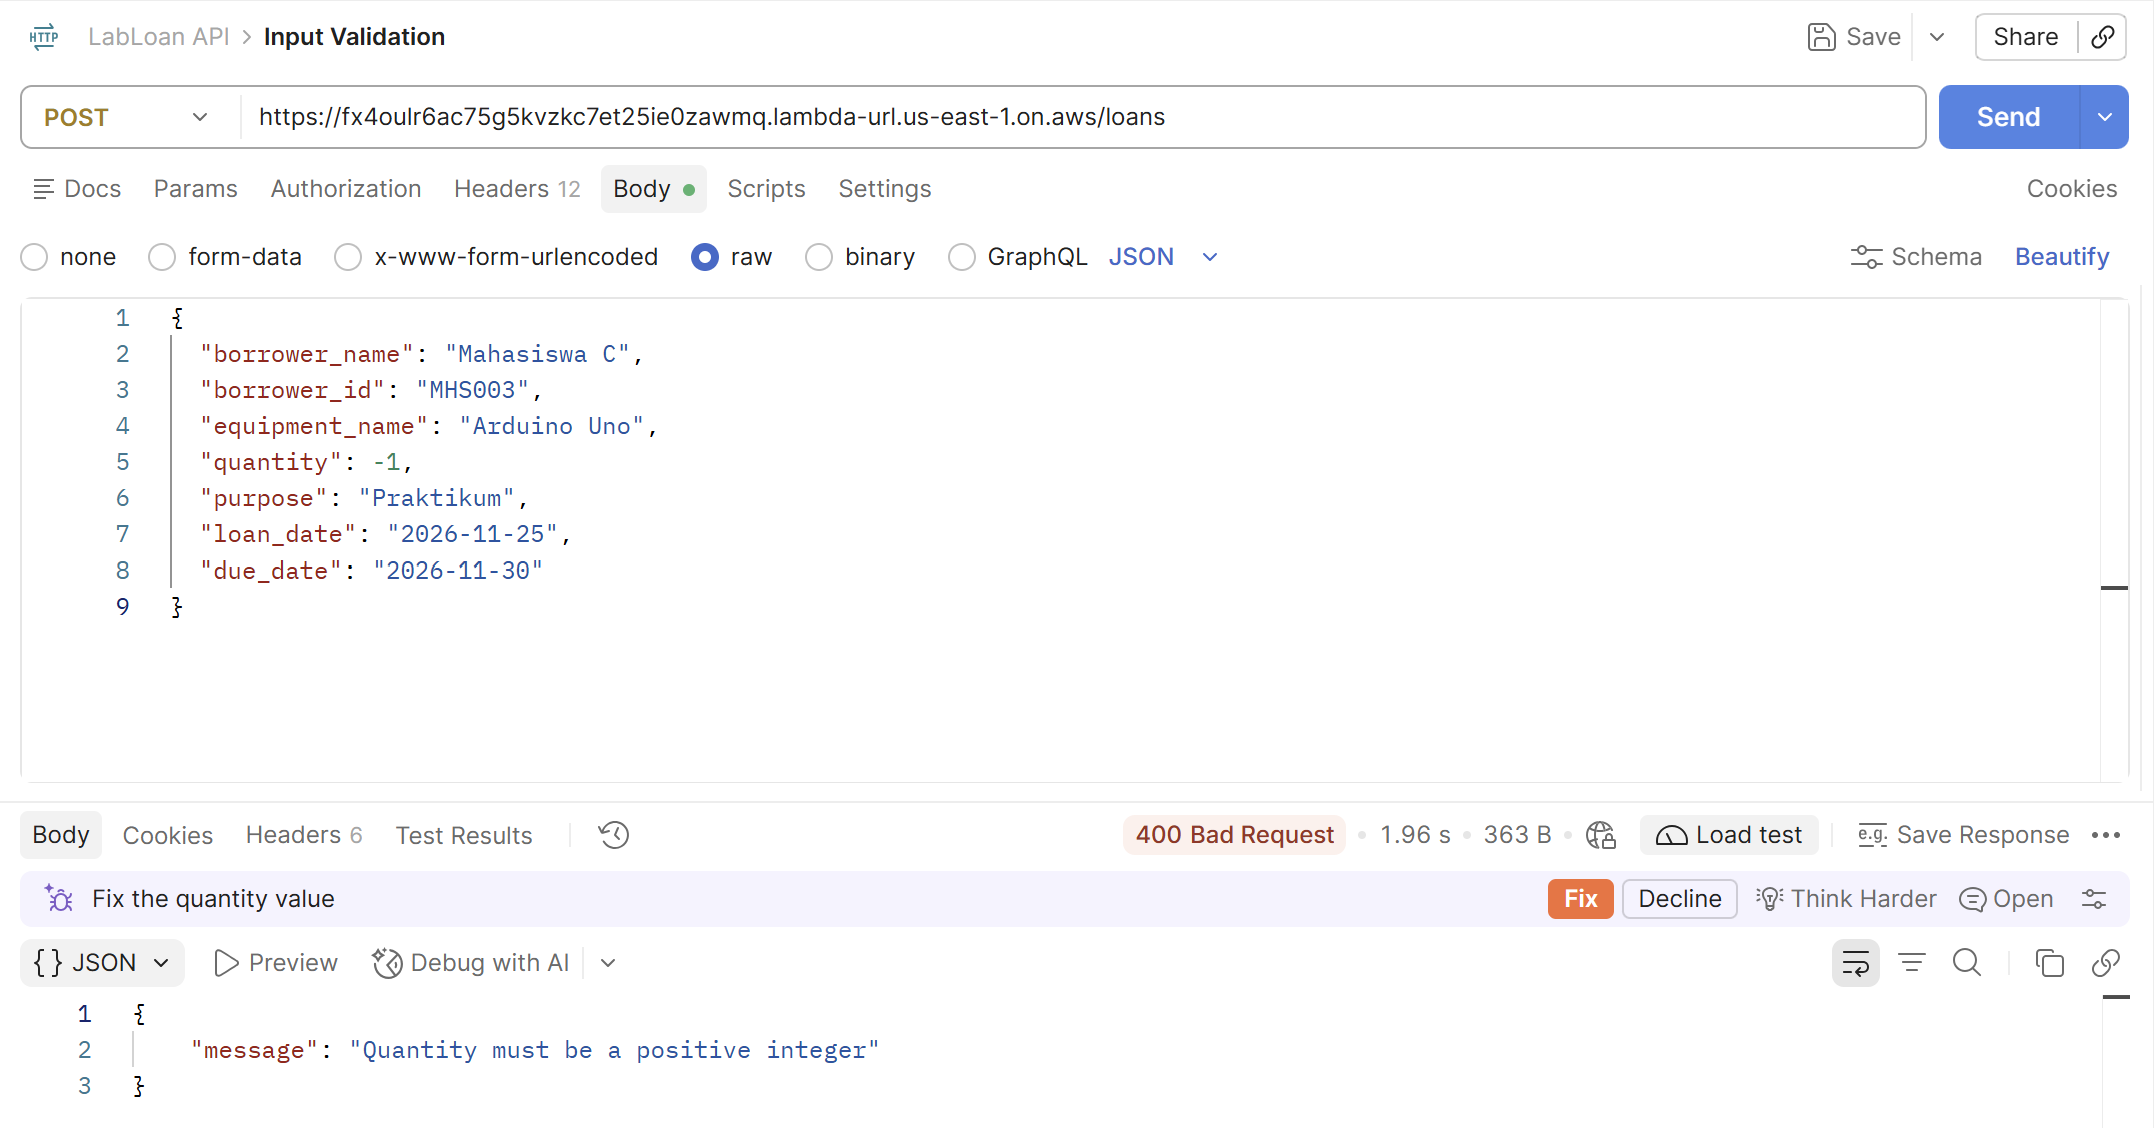 HTTP LabLoan API > Input Validation Save Share
POST https://fx4oulr6ac75g5kvzkc7et25ie0zawmq.lambda-url.us-east-1.on.aws/loans Send
Docs Params Authorization Headers 12 Body Scripts Settings Cookies
none form-data x-www-form-urlencoded raw binary GraphQL JSON Schema Beautify
1 {
2 "borrower_name": "Mahasiswa C",
3 "borrower_id": "MHS003",
4 "equipment_name": "Arduino Uno",
5 "quantity": -1,
6 "purpose": "Praktikum",
7 "loan_date": "2026-11-25",
8 "due_date": "2026-11-30"
9 }
Body Cookies Headers 6 Test Results 400 Bad Request • 1.96 s • 363 B • Load test e.g. Save Response
Fix the quantity value Fix Decline Think Harder Open
{} JSON Preview Debug with AI
1 {
2 "message": "Quantity must be a positive integer"
3 }